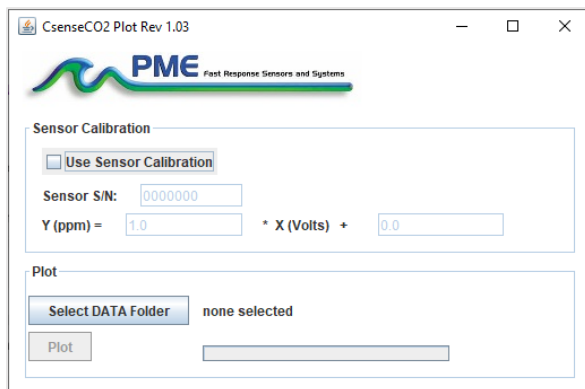 CsenseCO2 Plot Rev 1.03
PME Fast Response Sensors and Systems
Sensor Calibration
Use Sensor Calibration
Sensor S/N: 0000000
Y (ppm) = 1.0 * X (Volts) + 0.0
Plot
Select DATA Folder none selected
Plot